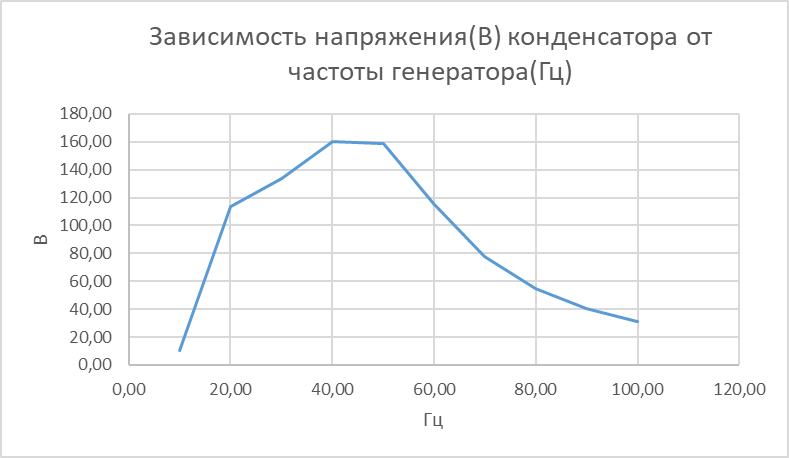 Зависимость напряжения(В) конденсатора от
частоты генератора(Гц)
180,00
160,00
140,00
120,00
100,00
80,00
60,00
40,00
20,00
0,00
В
0,00 20,00 40,00 60,00 80,00 100,00 120,00
Гц